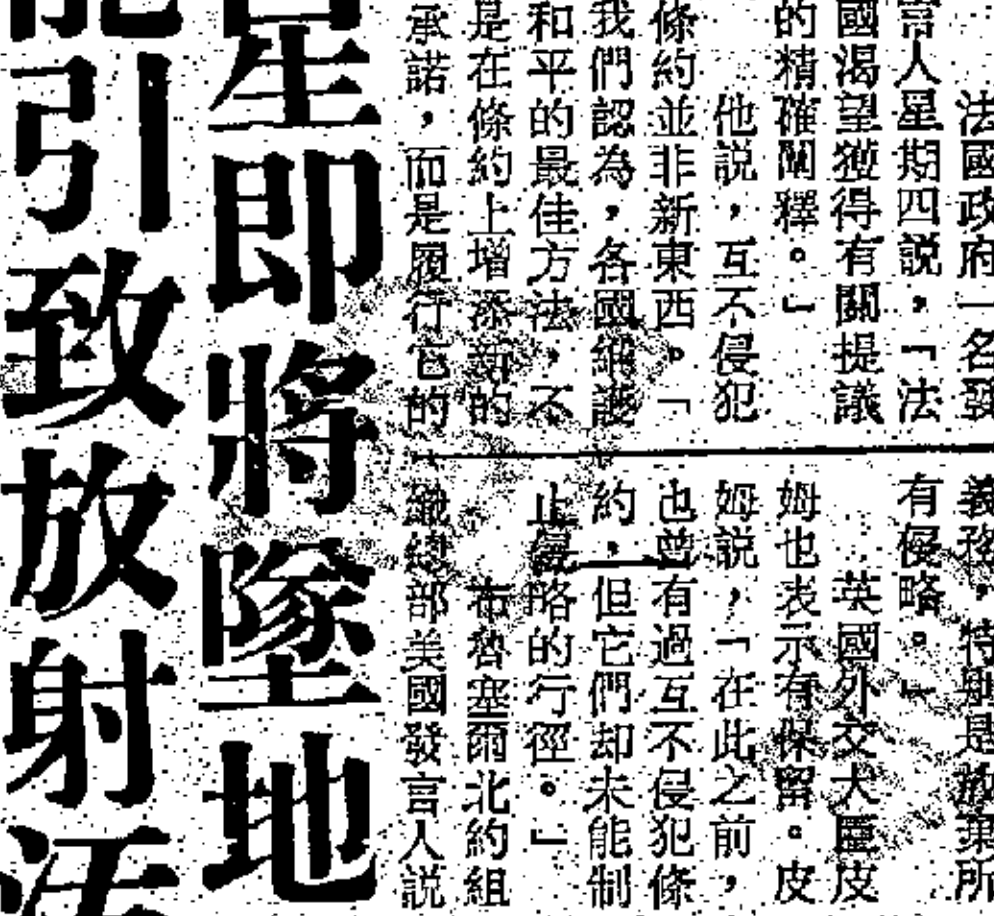 法國政府一名發
言人星期四説，「法
國渴望獲得有關提議
的精確闡釋。」
他説，互不侵犯
條約並非新東西。「
我們認為，各國維護
和平的最佳方法，不
是在條約上增添新的
承諾，而是履行它的
義務，特別是放棄所
有侵略。」
英國外交大臣皮
姆也表示有保留。皮
姆説，「在此之前，
也曾有過互不侵犯條
約，但它們却未能制
止侵略的行徑。」
布魯塞爾北約組
織總部美國發言人説
星即將墜地
能引致放射活